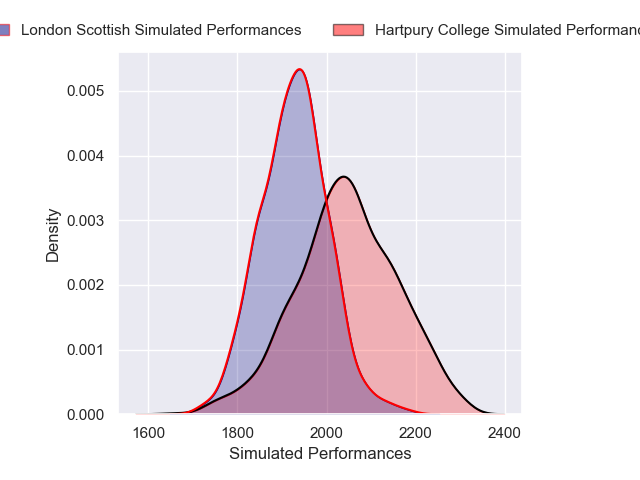 London Scottish Simulated Performances Hartpury College Simulated
0.005
0.004
0.003
0.002
0.001
0.000
Density
1600 1800 2000 2200 2400
Simulated Performances